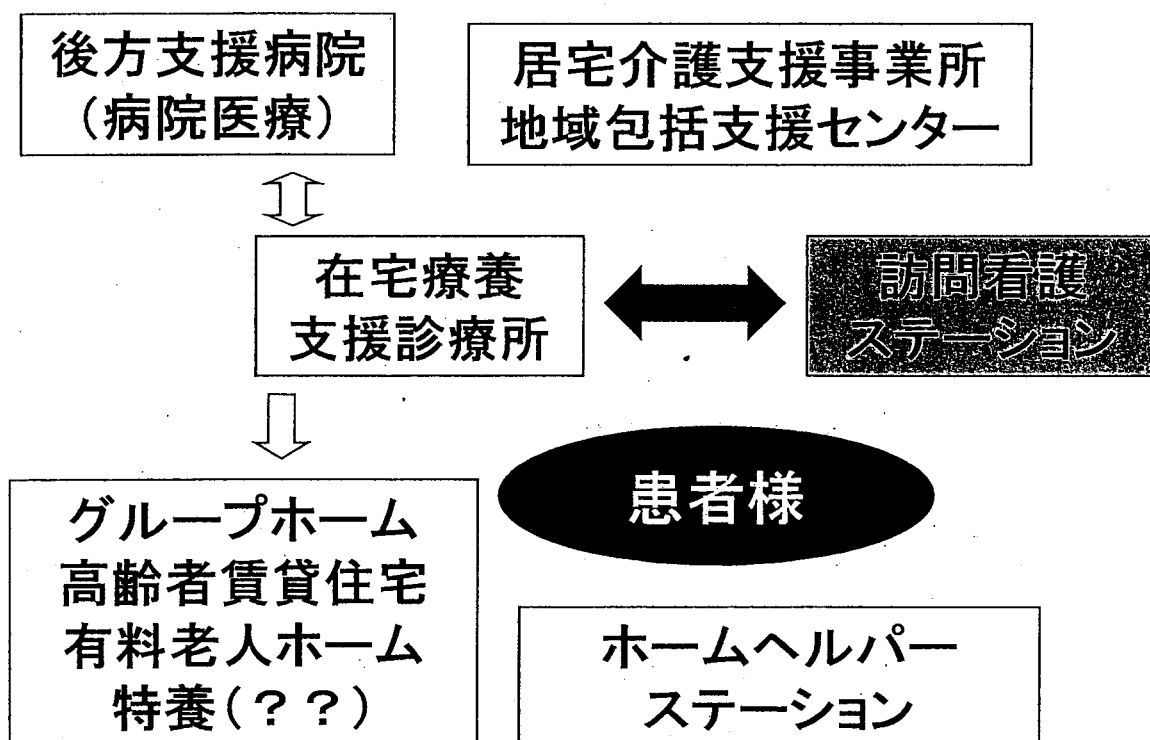 後方支援病院
(病院医療)
居宅介護支援事業所
地域包括支援センター
在宅療養
支援診療所
訪問看護
ステーション
患者様
グループホーム
高齢者賃貸住宅
有料老人ホーム
特養(??)
ホームヘルパー
ステーション